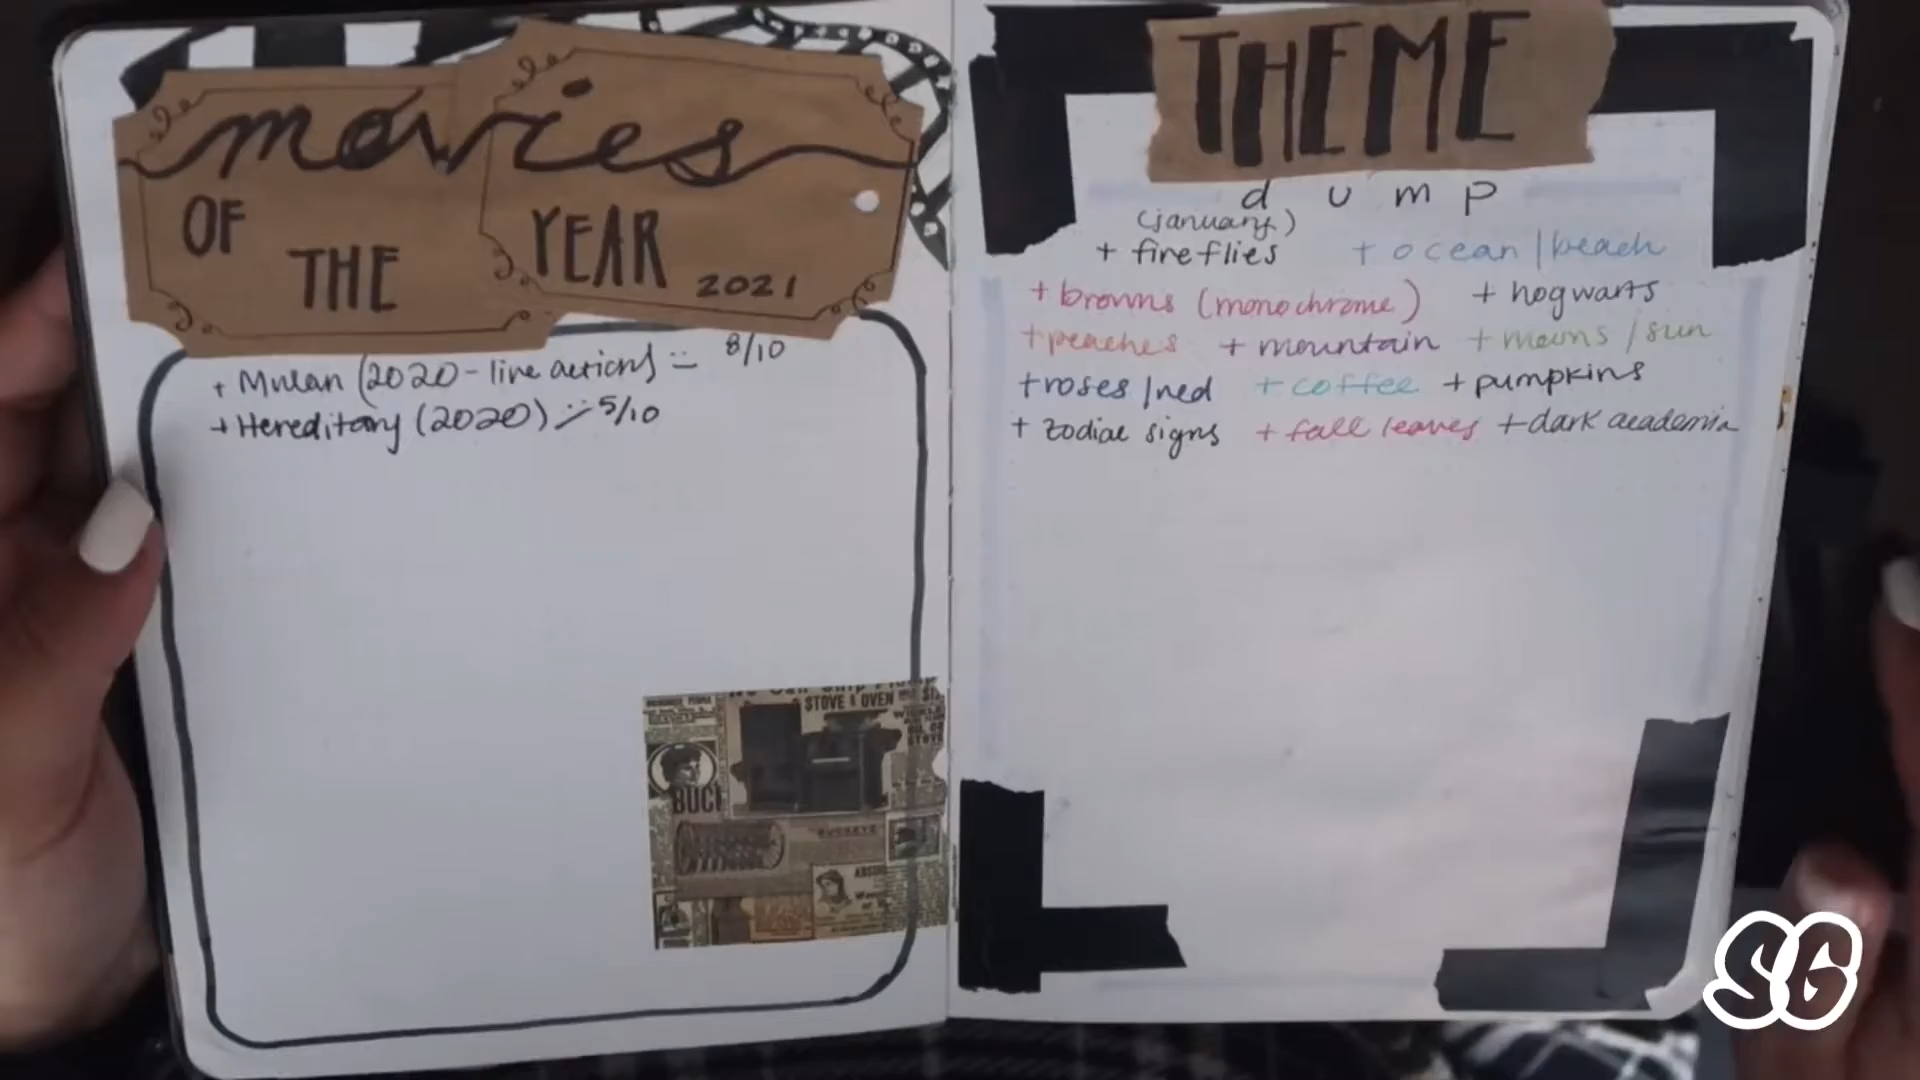 movies
OF THE YEAR 2021
+ Mulan (2020 - live action) - 8/10
+ Hereditary (2020) 5/10
STOVE & OVEN
BUCKEYE
THEME
dump
(january)
+ fireflies + ocean/beach
+ browns (monochrome) + hogwarts
+ peaches + mountain + moons/sun
+ roses/red + coffee + pumpkins
+ zodiac signs + fall leaves + dark academia
SG